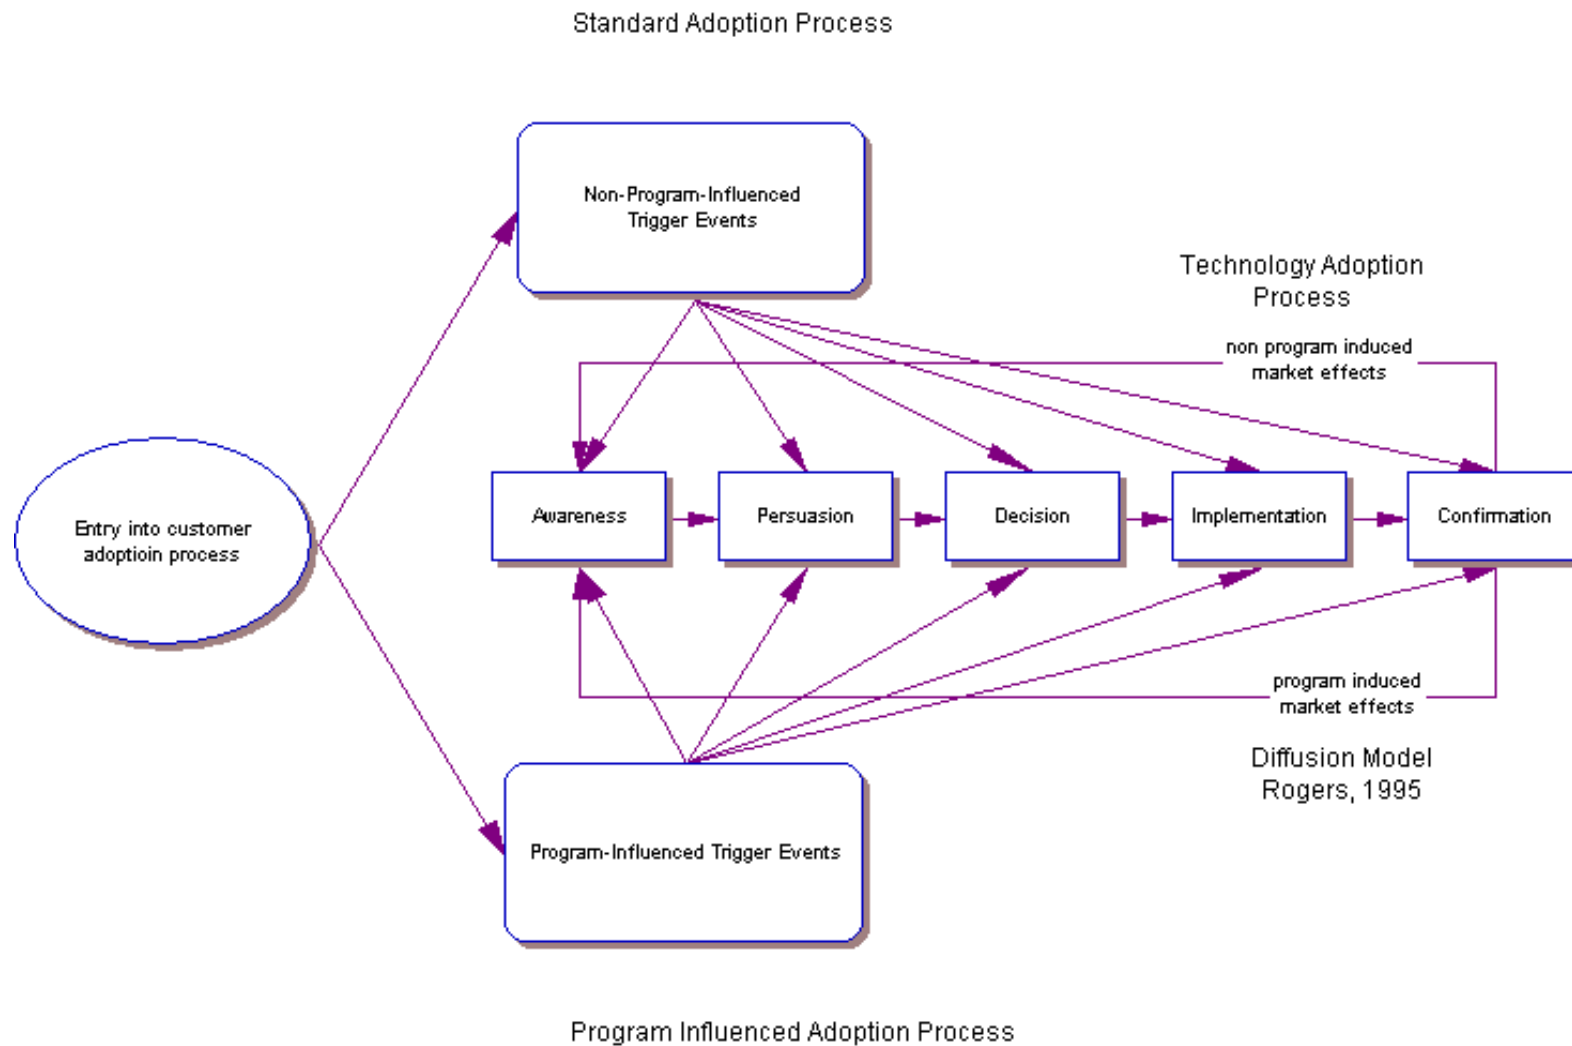 Standard Adoption Process
Non-Program-Influenced
Trigger Events
Technology Adoption
Process
non program induced
market effects
Entry into customer
adoptioin process
Awareness
Persuasion
Decision
Implementation
Confirmation
program induced
market effects
Diffusion Model
Rogers, 1995
Program-Influenced Trigger Events
Program Influenced Adoption Process